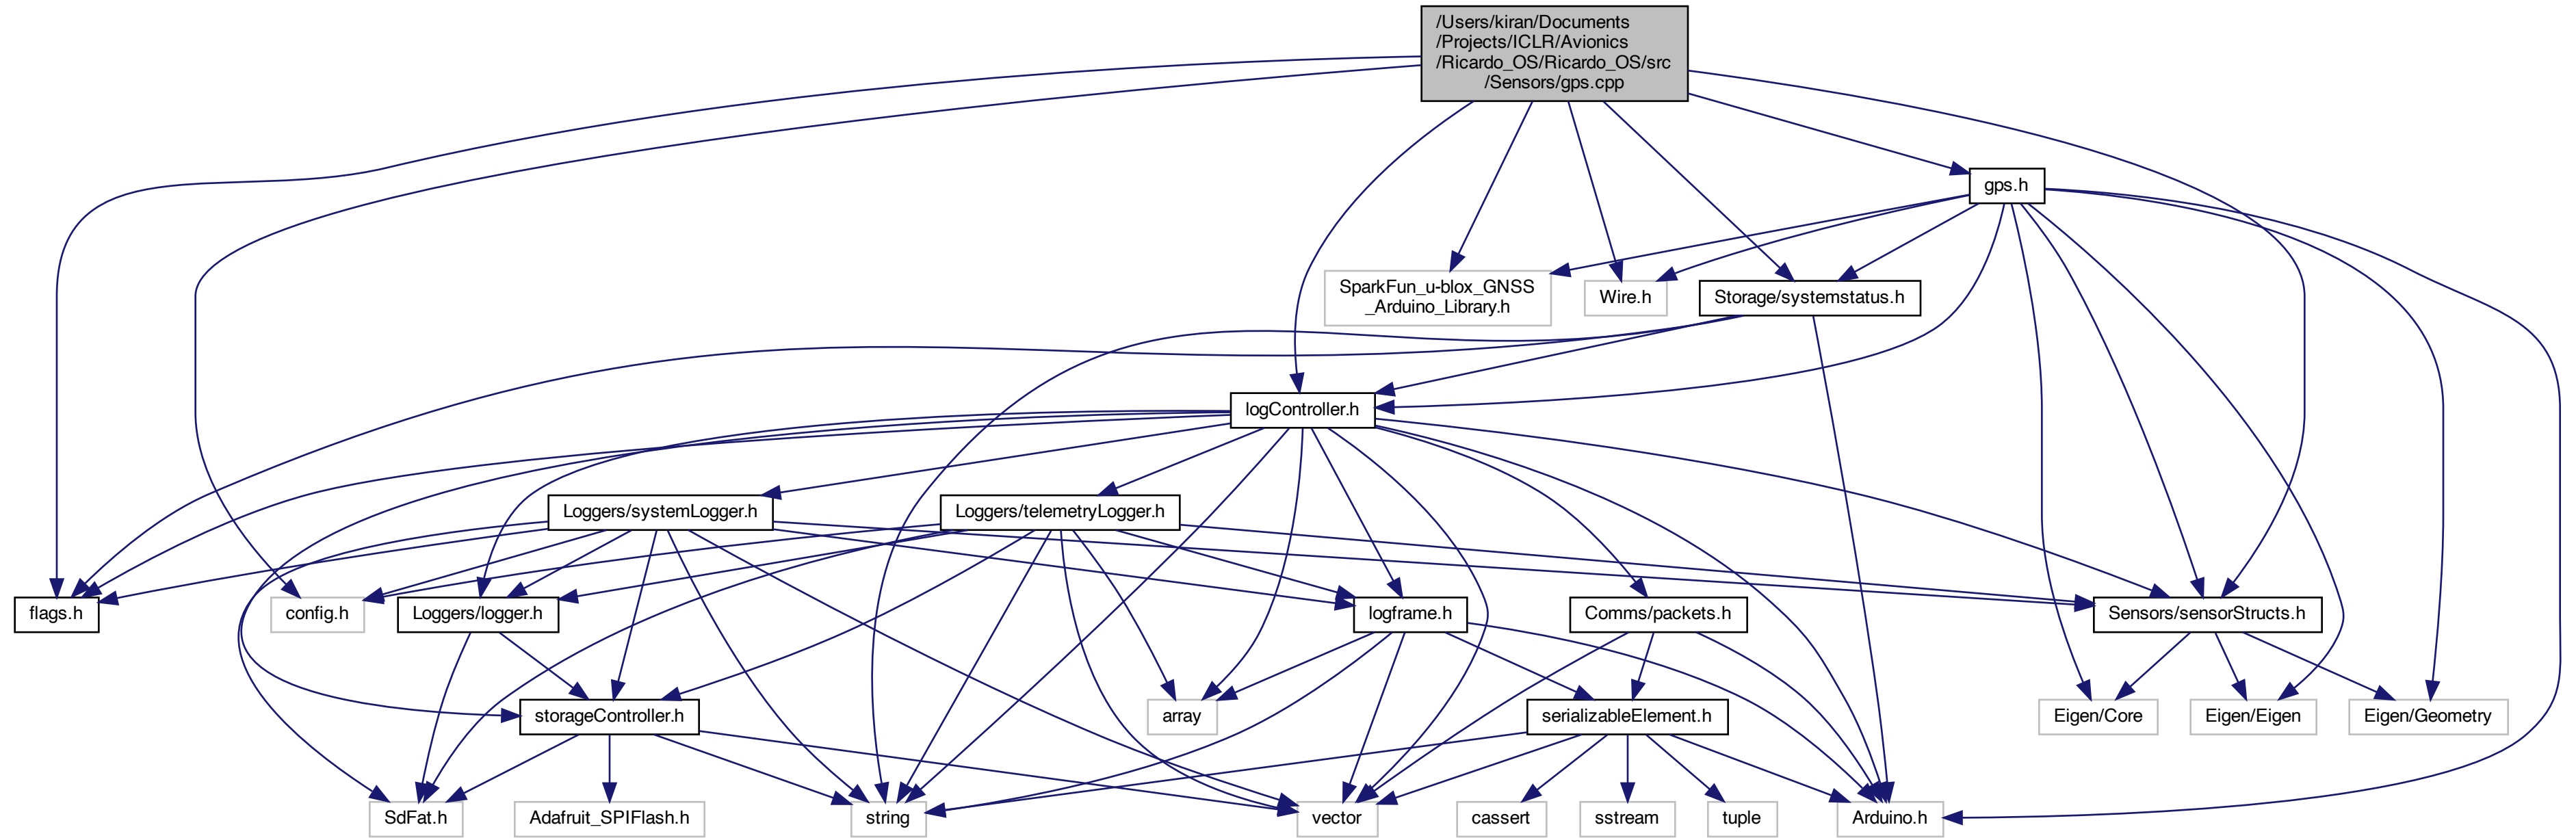 /Users/kiran/Documents
/Projects/ICLR/Avionics
/Ricardo_OS/Ricardo_OS/src
/Sensors/gps.cpp
gps.h
SparkFun_u-blox_GNSS
_Arduino_Library.h
Wire.h
Storage/systemstatus.h
logController.h
Loggers/systemLogger.h
Loggers/telemetryLogger.h
flags.h
config.h
Loggers/logger.h
logframe.h
Comms/packets.h
Sensors/sensorStructs.h
storageController.h
array
serializableElement.h
Eigen/Core
Eigen/Eigen
Eigen/Geometry
SdFat.h
Adafruit_SPIFlash.h
string
vector
cassert
sstream
tuple
Arduino.h